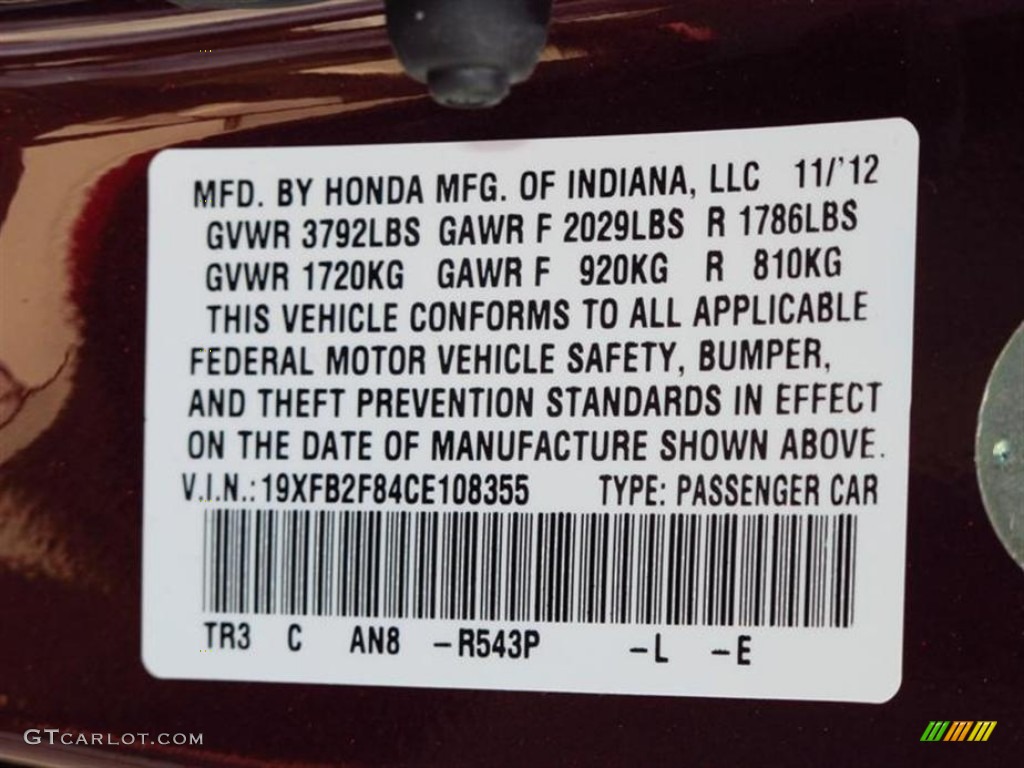 MFD. BY HONDA MFG. OF INDIANA, LLC 11/'12
GVWR 3792LBS GAWR F 2029LBS R 1786LBS
GVWR 1720KG GAWR F 920KG R 810KG
THIS VEHICLE CONFORMS TO ALL APPLICABLE
FEDERAL MOTOR VEHICLE SAFETY, BUMPER,
AND THEFT PREVENTION STANDARDS IN EFFECT
ON THE DATE OF MANUFACTURE SHOWN ABOVE.
V.I.N.: 19XFB2F84CE108355 TYPE: PASSENGER CAR
TR3 C AN8 -R543P -L -E
GTCARLOT.COM